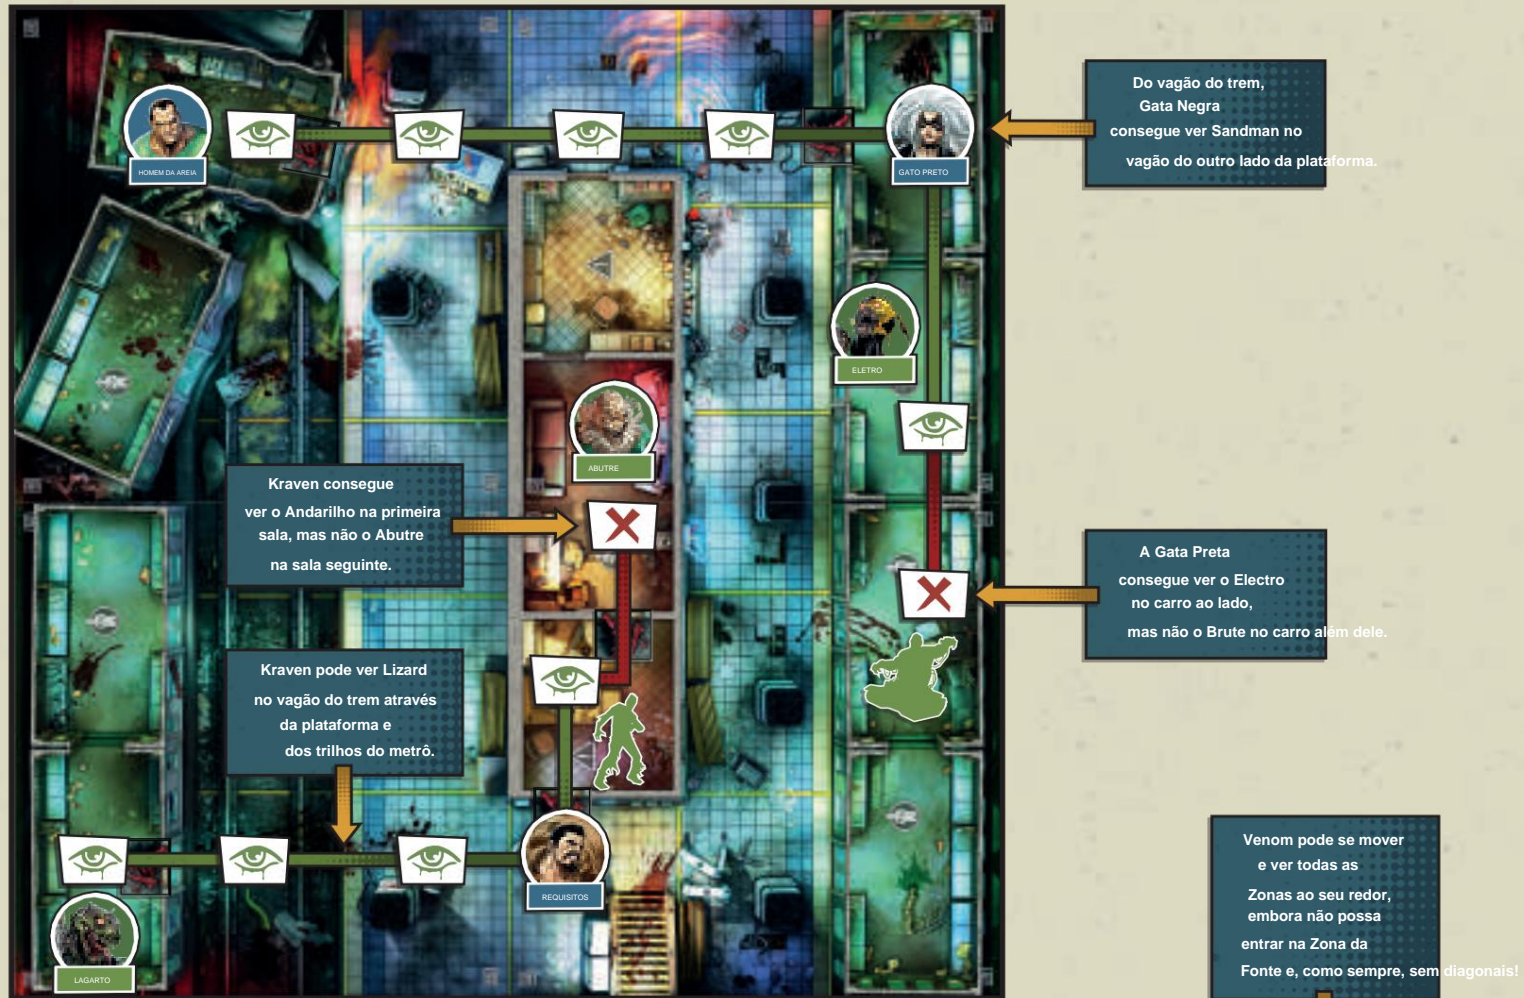 Do vagão do trem,
Gata Negra
consegue ver Sandman no
vagão do outro lado da plataforma.
HOMEM DA AREIA
GATO PRETO
ELETRO
ABUTRE
Kraven consegue
ver o Andarilho na primeira
sala, mas não o Abutre
na sala seguinte.
A Gata Preta
consegue ver o Electro
no carro ao lado,
mas não o Brute no carro além dele.
Kraven pode ver Lizard
no vagão do trem através
da plataforma e
dos trilhos do metrô.
REQUISITOS
LAGARTO
Venom pode se mover
e ver todas as
Zonas ao seu redor,
embora não possa
entrar na Zona da
Fonte e, como sempre, sem diagonais!